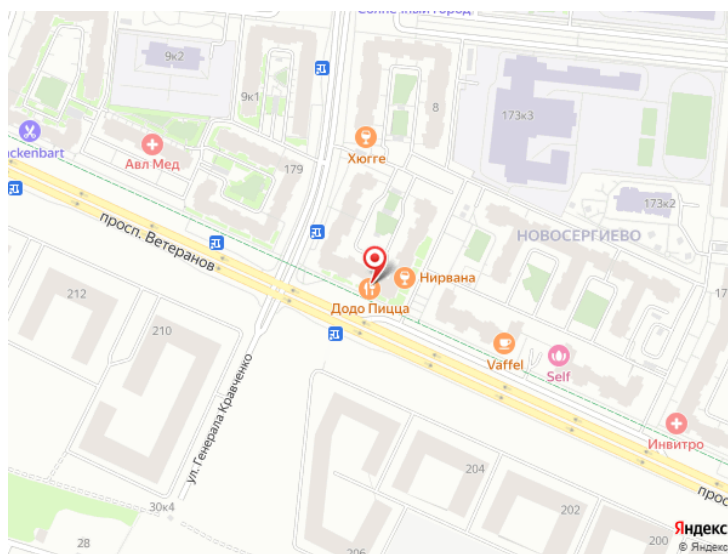 9к2
9к1
8
173к3
ckenbart
Авл Мед
179
Хюгге
173к2
НОВОСЕРГИЕВО
просп. Ветеранов
Нирвана
212
Додо Пицца
210
Vaffel
Self
ул. Генерала Кравченко
Инвитро
204
30к4
202
28
206
200
Яндекс
© Яндекс